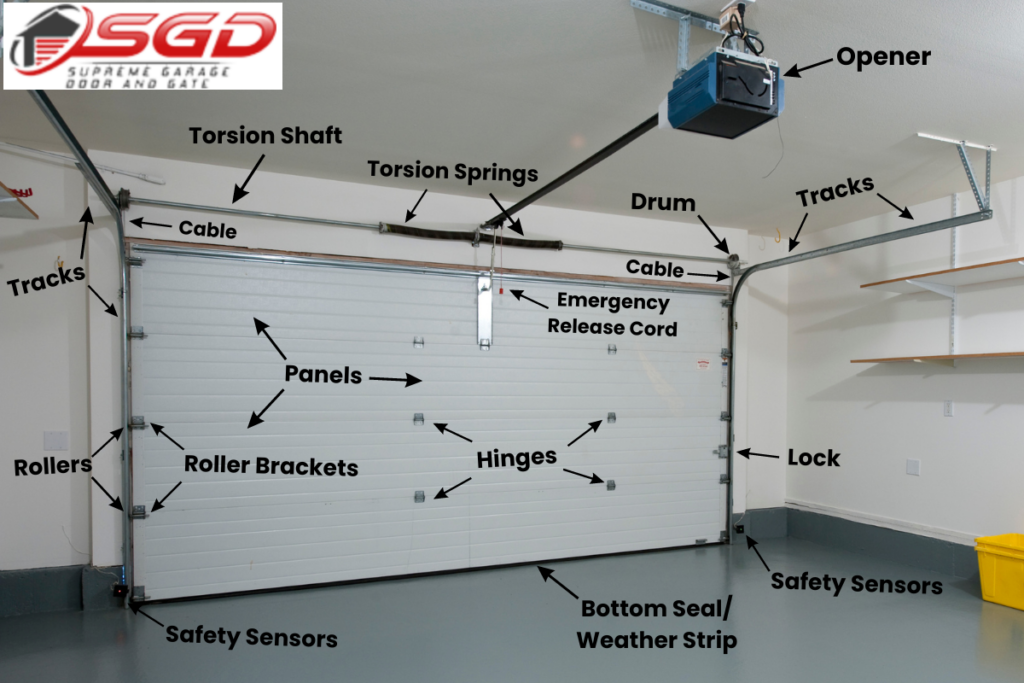 SGD
SUPREME GARAGE
DOOR AND GATE
Opener
Torsion Shaft
Torsion Springs
Tracks
Drum
Cable
Cable
Tracks
Emergency
Release Cord
Panels
Rollers
Roller Brackets
Hinges
Lock
Safety Sensors
Bottom Seal/
Weather Strip
Safety Sensors